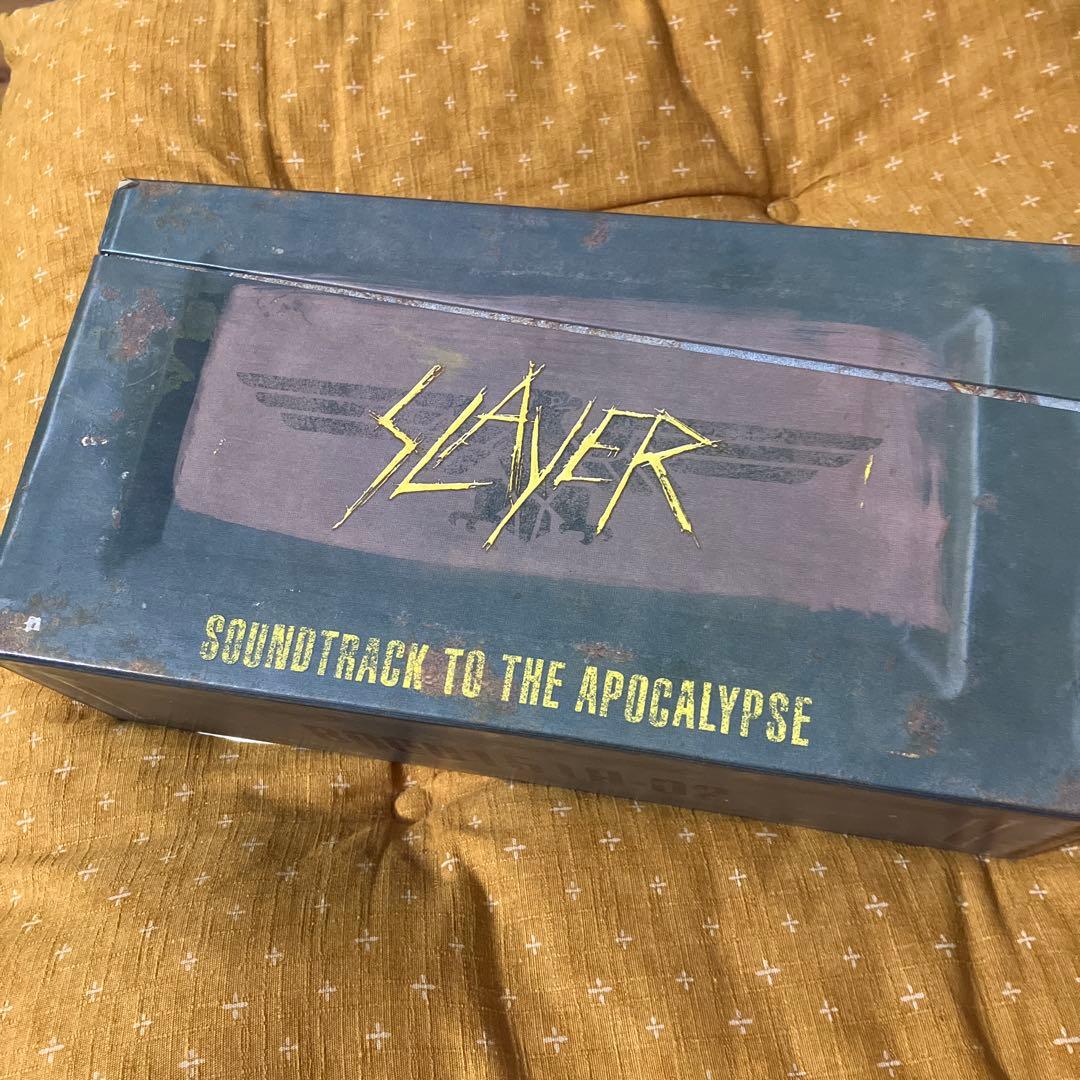 SLAYER
SOUNDTRACK TO THE APOCALYPSE